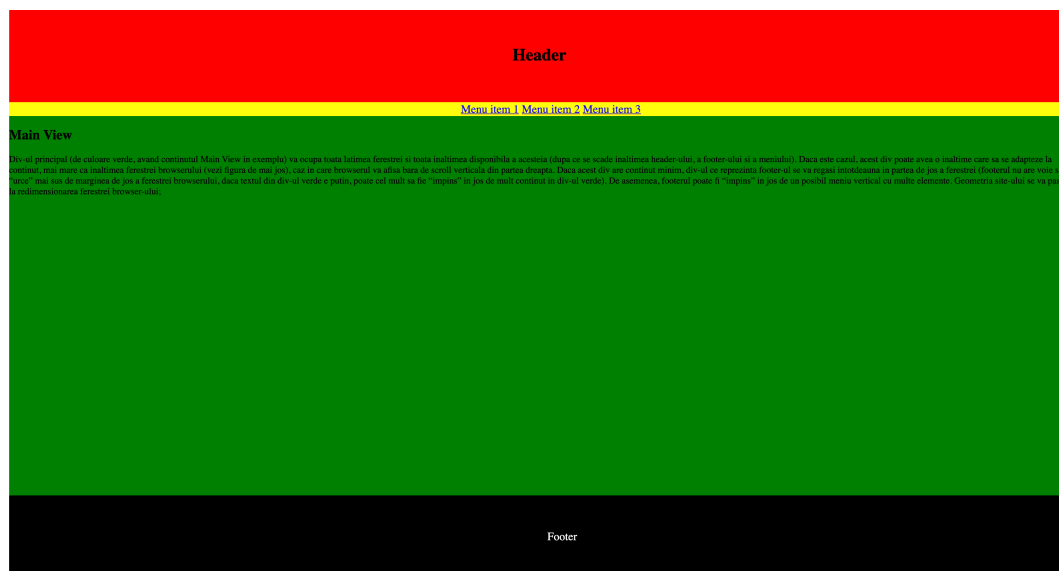 Header
Menu item 1 Menu item 2 Menu item 3
Main View
Div-ul principal (de culoare verde, avand continutul Main View in exemplu) va ocupa toata latimea ferestrei si toata inaltimea disponibila a acesteia (dupa ce se scade inaltimea header-ului, a footer-ului si a meniului). Daca este cazul, acest div poate avea o inaltime care sa se adapteze la
continut, mai mare ca inaltimea ferestrei browserului (vezi figura de mai jos), caz in care browserul va afisa bara de scroll verticala din partea dreapta. Daca acest div are continut minim, div-ul ce reprezinta footer-ul se va regasi intotdeauna in partea de jos a ferestrei (footerul nu are voie s
"urce" mai sus de marginea de jos a ferestrei browserului, daca textul din div-ul verde e putin, poate cel mult sa fie "impins" in jos de mult continut in div-ul verde). De asemenea, footerul poate fi "impins" in jos de un posibil meniu vertical cu multe elemente. Geometria site-ului se va pas
la redimensionarea ferestrei browser-ului;
Footer